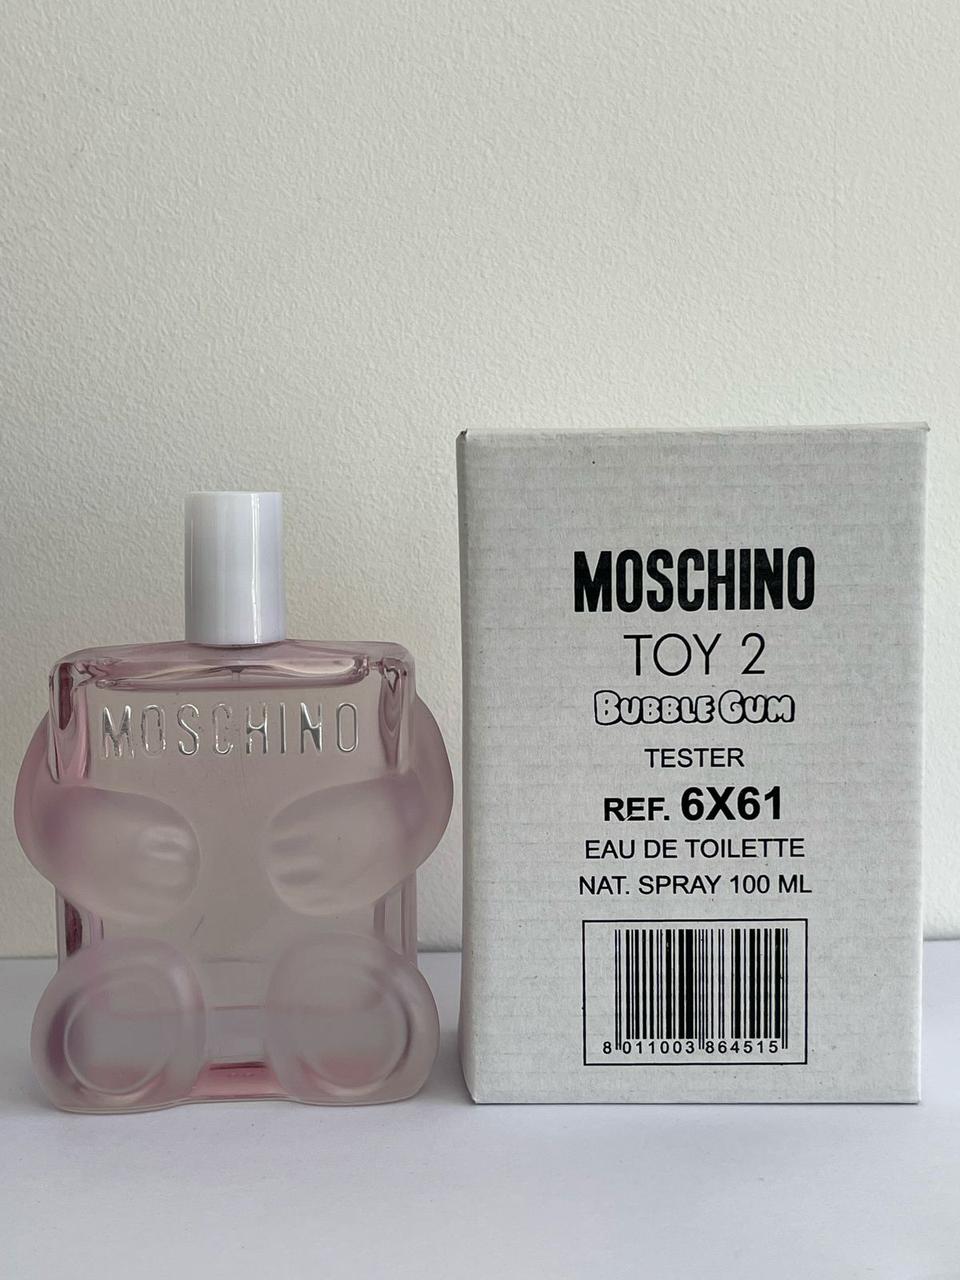 MOSCHINO
MOSCHINO
TOY 2
BUBBLE GUM
TESTER
REF. 6X61
EAU DE TOILETTE
NAT. SPRAY 100 ML
8 011003 864515